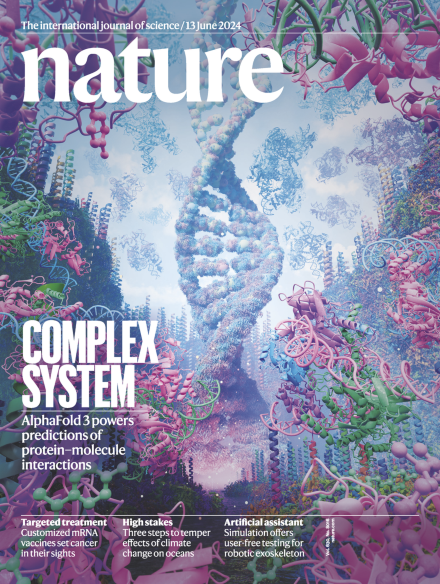 The international journal of science / 13 June 2024
nature
COMPLEX
SYSTEM
AlphaFold 3 powers
predictions of
protein–molecule
interactions
Targeted treatment
Customized mRNA
vaccines set cancer
in their sights
High stakes
Three steps to temper
effects of climate
change on oceans
Artificial assistant
Simulation offers
user-free testing for
robotic exoskeleton